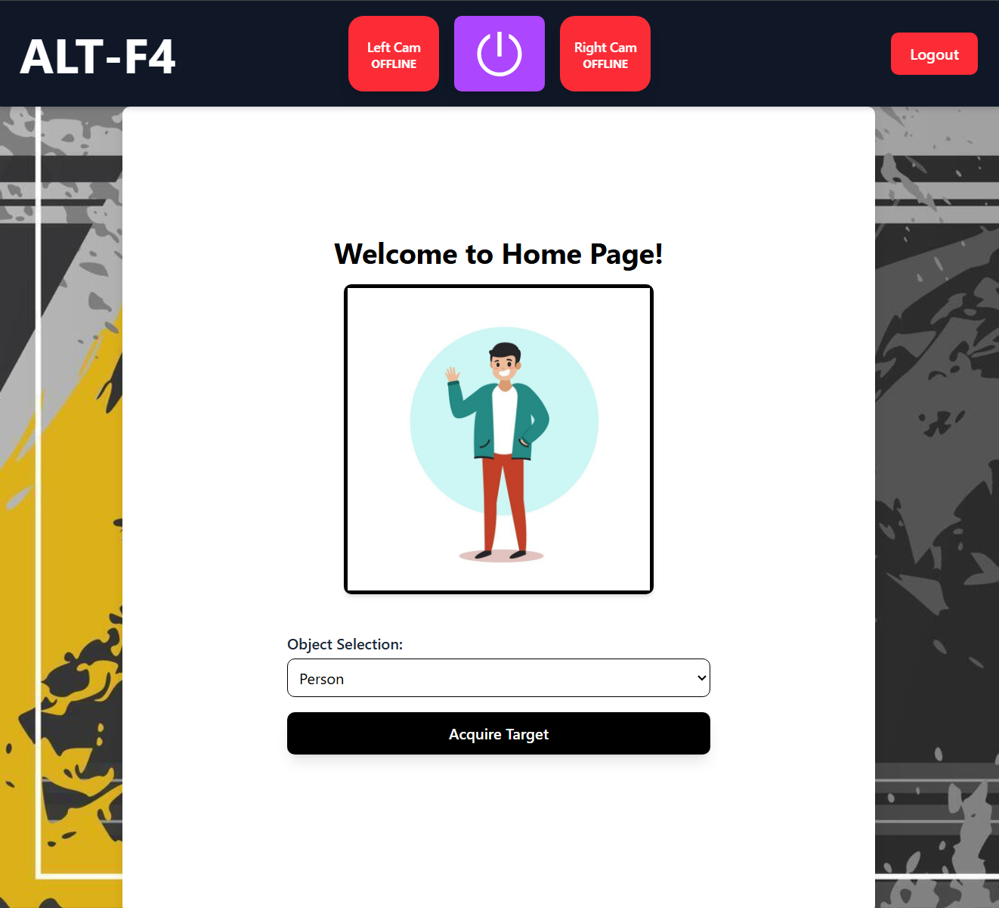 ALT-F4
Left Cam
OFFLINE
Right Cam
OFFLINE
Logout
Welcome to Home Page!
Object Selection:
Person
Acquire Target